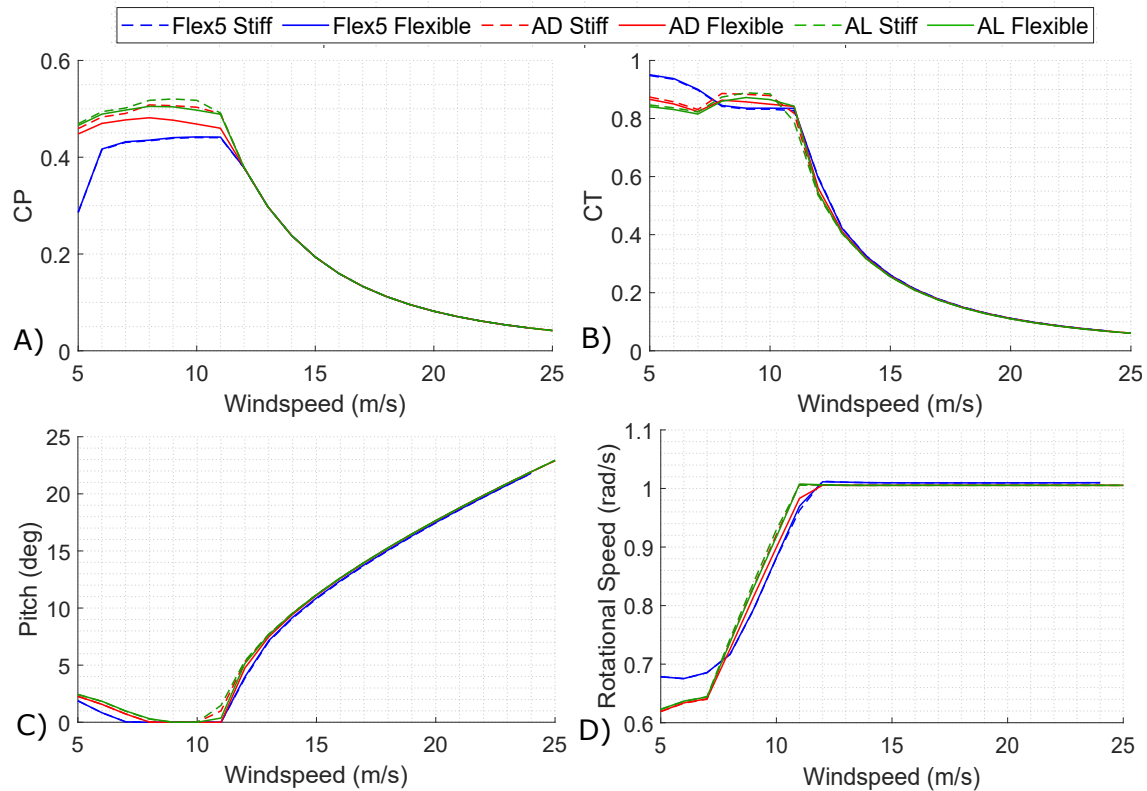 Flex5 Stiff Flex5 Flexible AD Stiff AD Flexible AL Stiff AL Flexible
0.6
0.4
0.2
0
CP
A)
5 10 15 20 25
Windspeed (m/s)
1
0.8
0.6
0.4
0.2
0
CT
B)
5 10 15 20 25
Windspeed (m/s)
25
20
15
10
5
0
Pitch (deg)
C)
5 10 15 20 25
Windspeed (m/s)
1.1
1
0.9
0.8
0.7
0.6
Rotational Speed (rad/s)
D)
5 10 15 20 25
Windspeed (m/s)